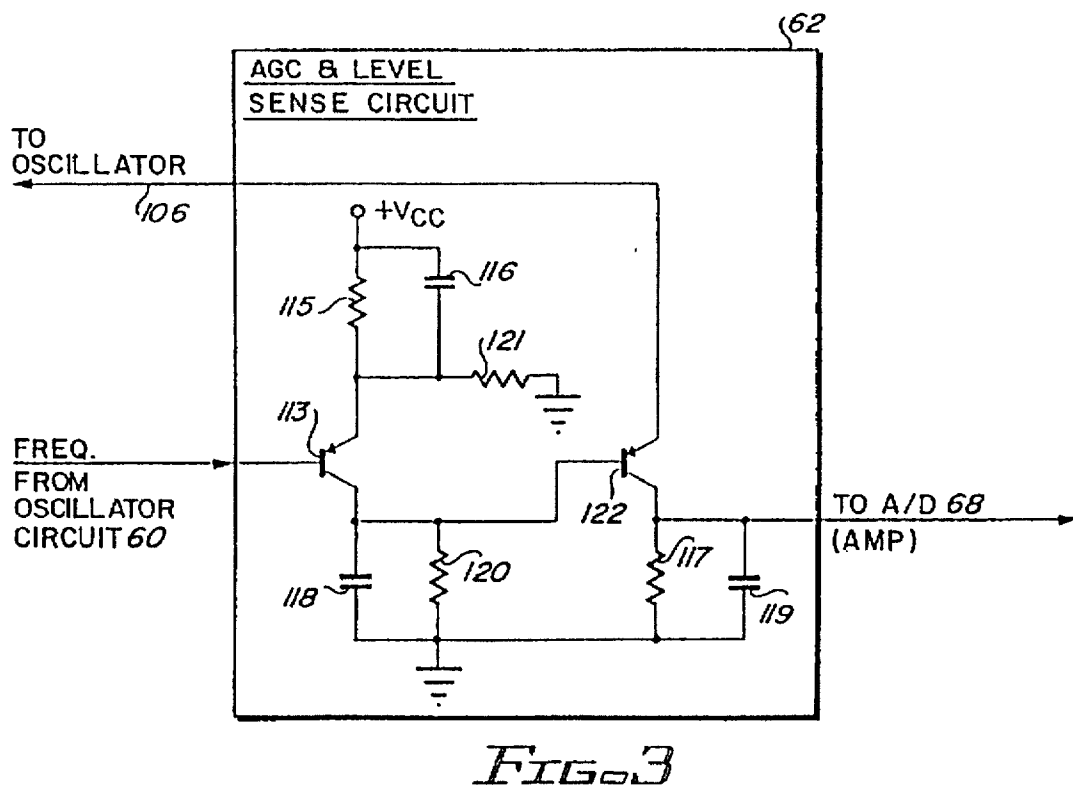 62
AGC & LEVEL
SENSE CIRCUIT
TO
OSCILLATOR
106
+VCC
116
115
121
113
FREQ.
FROM
OSCILLATOR
CIRCUIT 60
122
TO A/D 68
(AMP)
118
120
117
119
FIG. 3